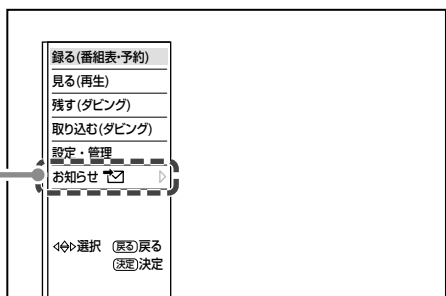 録る(番組表・予約)
見る(再生)
残す(ダビング)
取り込む(ダビング)
設定・管理
お知らせ
選択 戻る戻る
決定決定